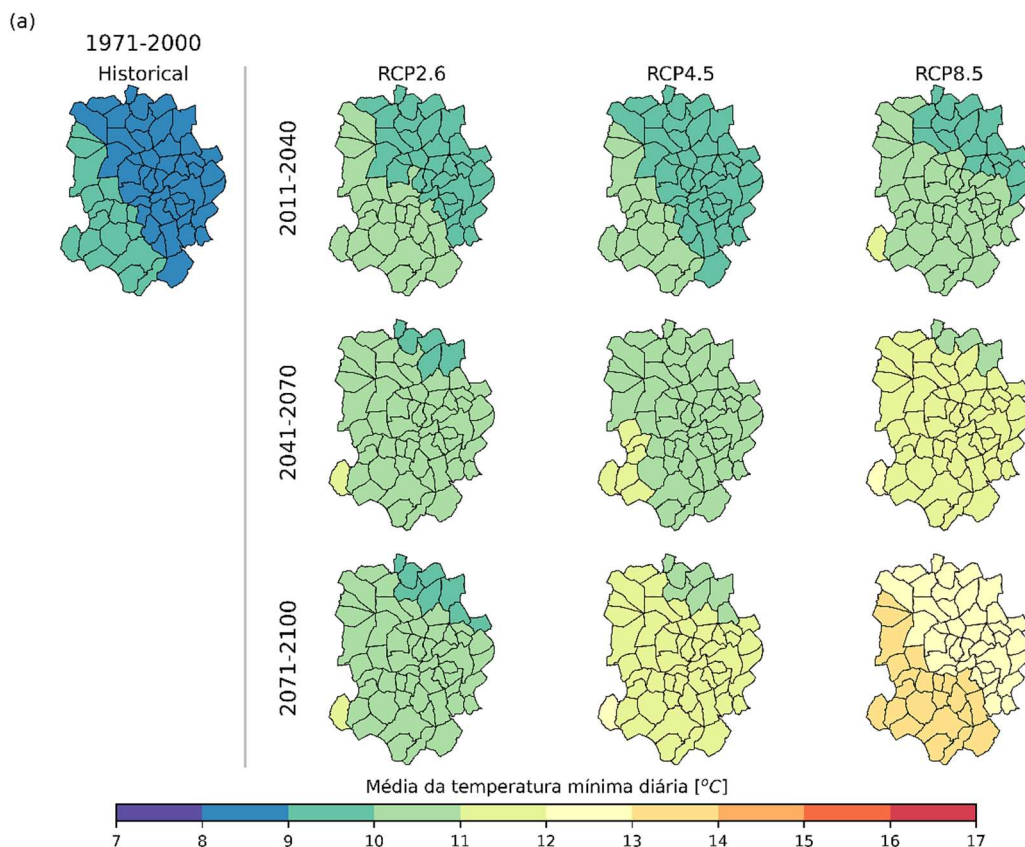 (a)
1971-2000
Historical
RCP2.6
RCP4.5
RCP8.5
2011-2040
2041-2070
2071-2100
Média da temperatura mínima diária [°C]
7 8 9 10 11 12 13 14 15 16 17